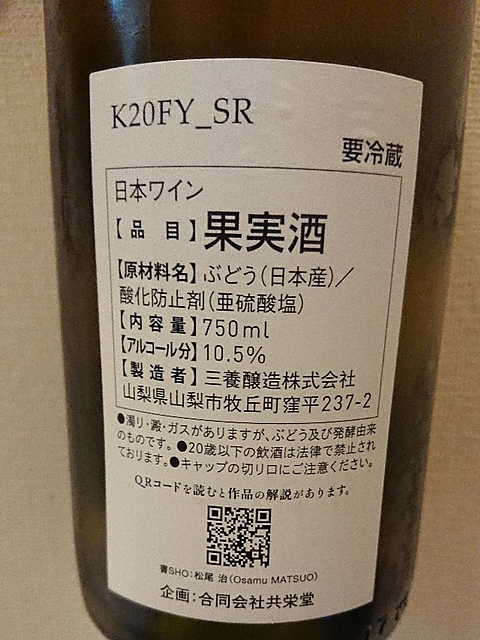 K20FY_SR
要冷蔵
日本ワイン
【品 目】果実酒
【原材料名】ぶどう(日本産)/
酸化防止剤(亜硫酸塩)
【内容量】750ml
【アルコール分】10.5%
【製造者】三養醸造株式会社
山梨県山梨市牧丘町窪平237-2
●濁り・澱・ガスがありますが、ぶどう及び発酵由来
のものです。●20歳以下の飲酒は法律で禁止され
ております。●キャップの切り口にご注意ください。
QRコードを読むと作品の解説があります。
書SHO:松尾 治(Osamu MATSUO)
企画:合同会社共栄堂